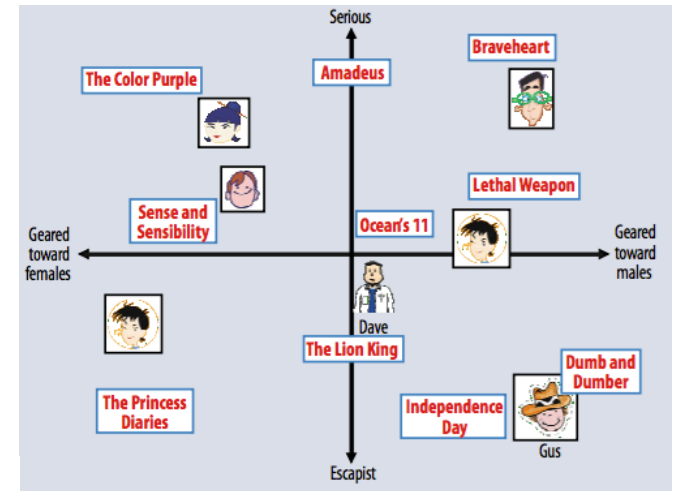 Serious
Braveheart
Amadeus
The Color Purple
Lethal Weapon
Sense and
Sensibility
Ocean's 11
Geared
toward
females
Geared
toward
males
Dave
The Lion King
Dumb and
Dumber
The Princess
Diaries
Independence
Day
Gus
Escapist